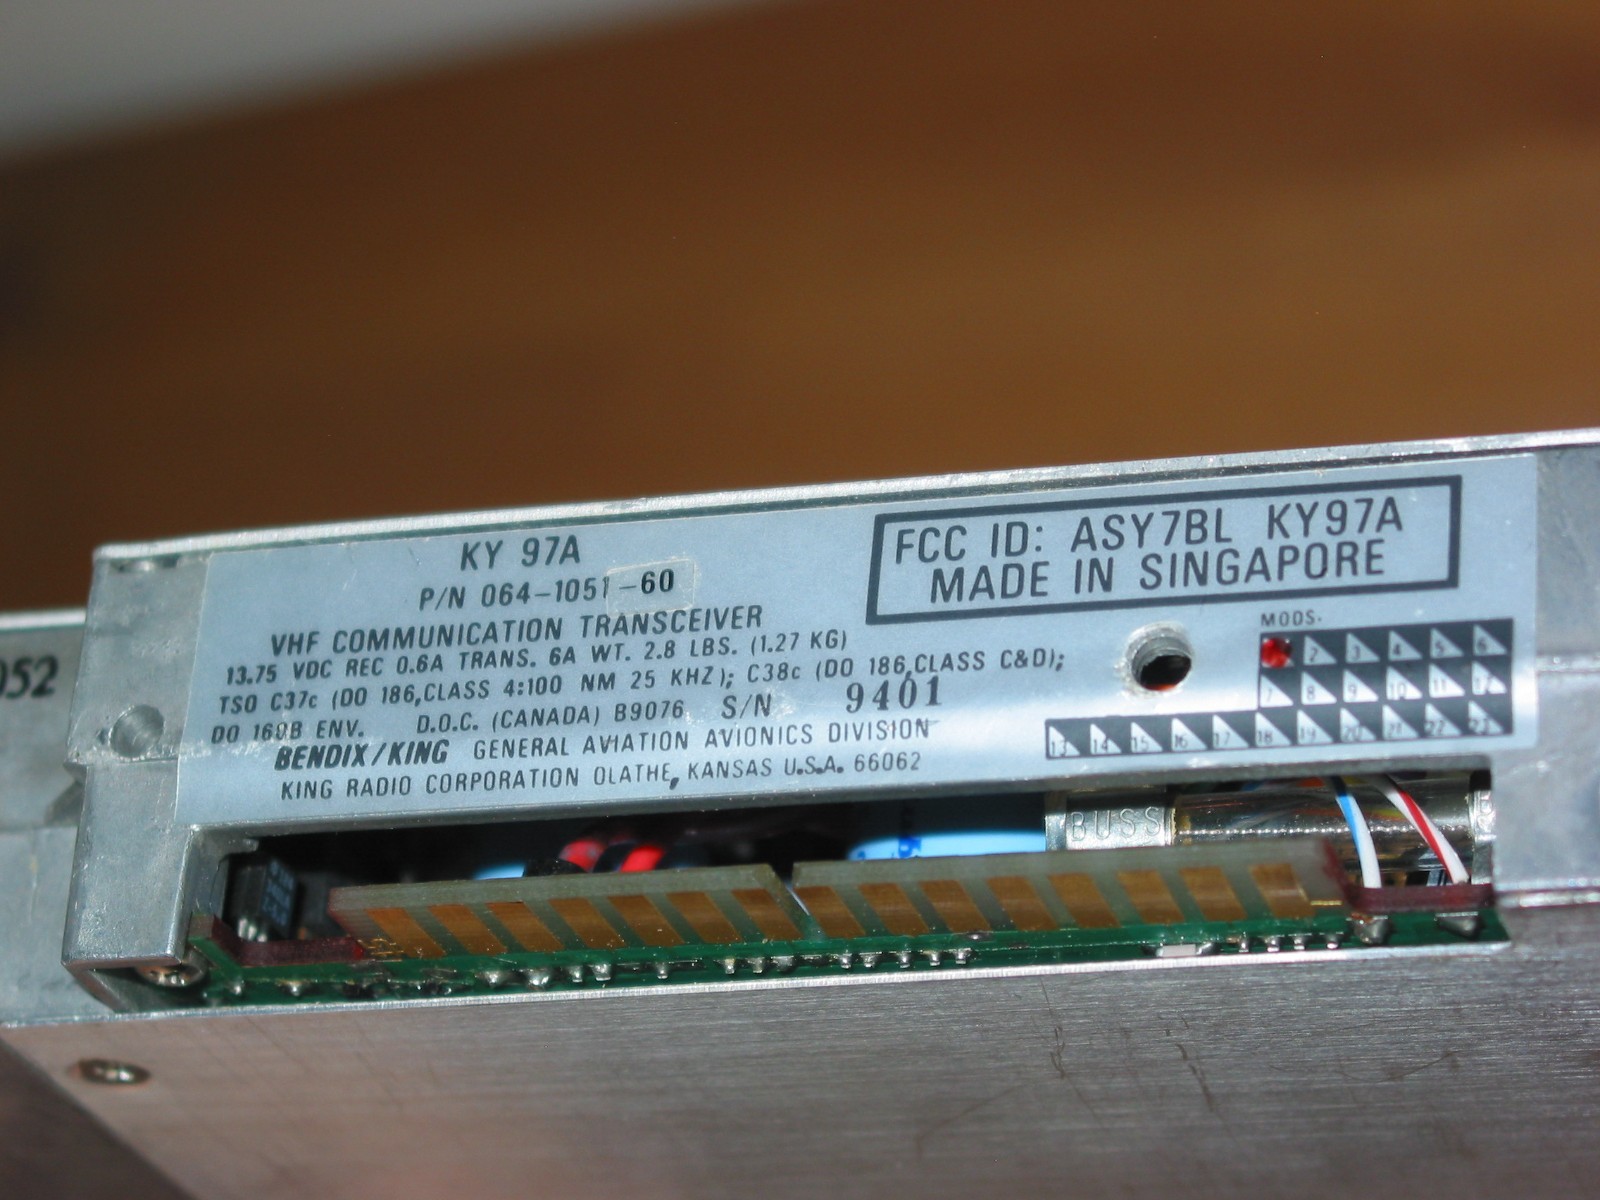 KY 97A
P/N 064-1051-60
VHF COMMUNICATION TRANSCEIVER
13.75 VDC REC 0.6A TRANS. 6A WT. 2.8 LBS. (1.27 KG)
TSO C37c (DO 186,CLASS 4:100 NM 25 KHZ); C38c (DO 186,CLASS C&D);
DO 160B ENV. D.O.C. (CANADA) B9076 S/N 9401
BENDIX/KING GENERAL AVIATION AVIONICS DIVISION
KING RADIO CORPORATION OLATHE, KANSAS U.S.A. 66062
FCC ID: ASY7BL KY97A
MADE IN SINGAPORE
MODS.
2 3 4 5 6
7 8 9 10 11 12
13 14 15 16 17 18 19 20 21 22 23
052
BUSS